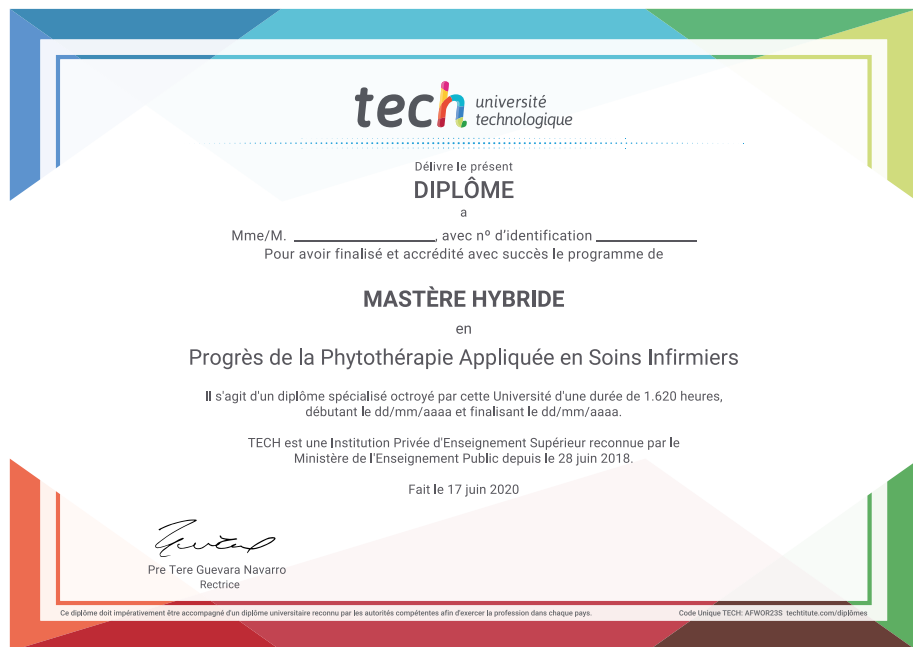 tech université
technologique
Délivre le présent
DIPLÔME
a
Mme/M. ________________, avec nº d'identification ____________
Pour avoir finalisé et accrédité avec succès le programme de
MASTÈRE HYBRIDE
en
Progrès de la Phytothérapie Appliquée en Soins Infirmiers
Il s'agit d'un diplôme spécialisé octroyé par cette Université d'une durée de 1.620 heures,
débutant le dd/mm/aaaa et finalisant le dd/mm/aaaa.
TECH est une Institution Privée d'Enseignement Supérieur reconnue par le
Ministère de l'Enseignement Public depuis le 28 juin 2018.
Fait le 17 juin 2020
Pre Tere Guevara Navarro
Rectrice
Ce diplôme doit impérativement être accompagné d'un diplôme universitaire reconnu par les autorités compétentes afin d'exercer la profession dans chaque pays.
Code Unique TECH: AFWOR23S techtitute.com/diplômes